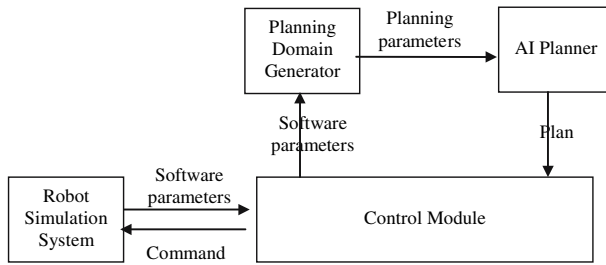 Planning
Domain
Generator
Planning
parameters
AI Planner
Software
parameters
Plan
Robot
Simulation
System
Software
parameters
Command
Control Module